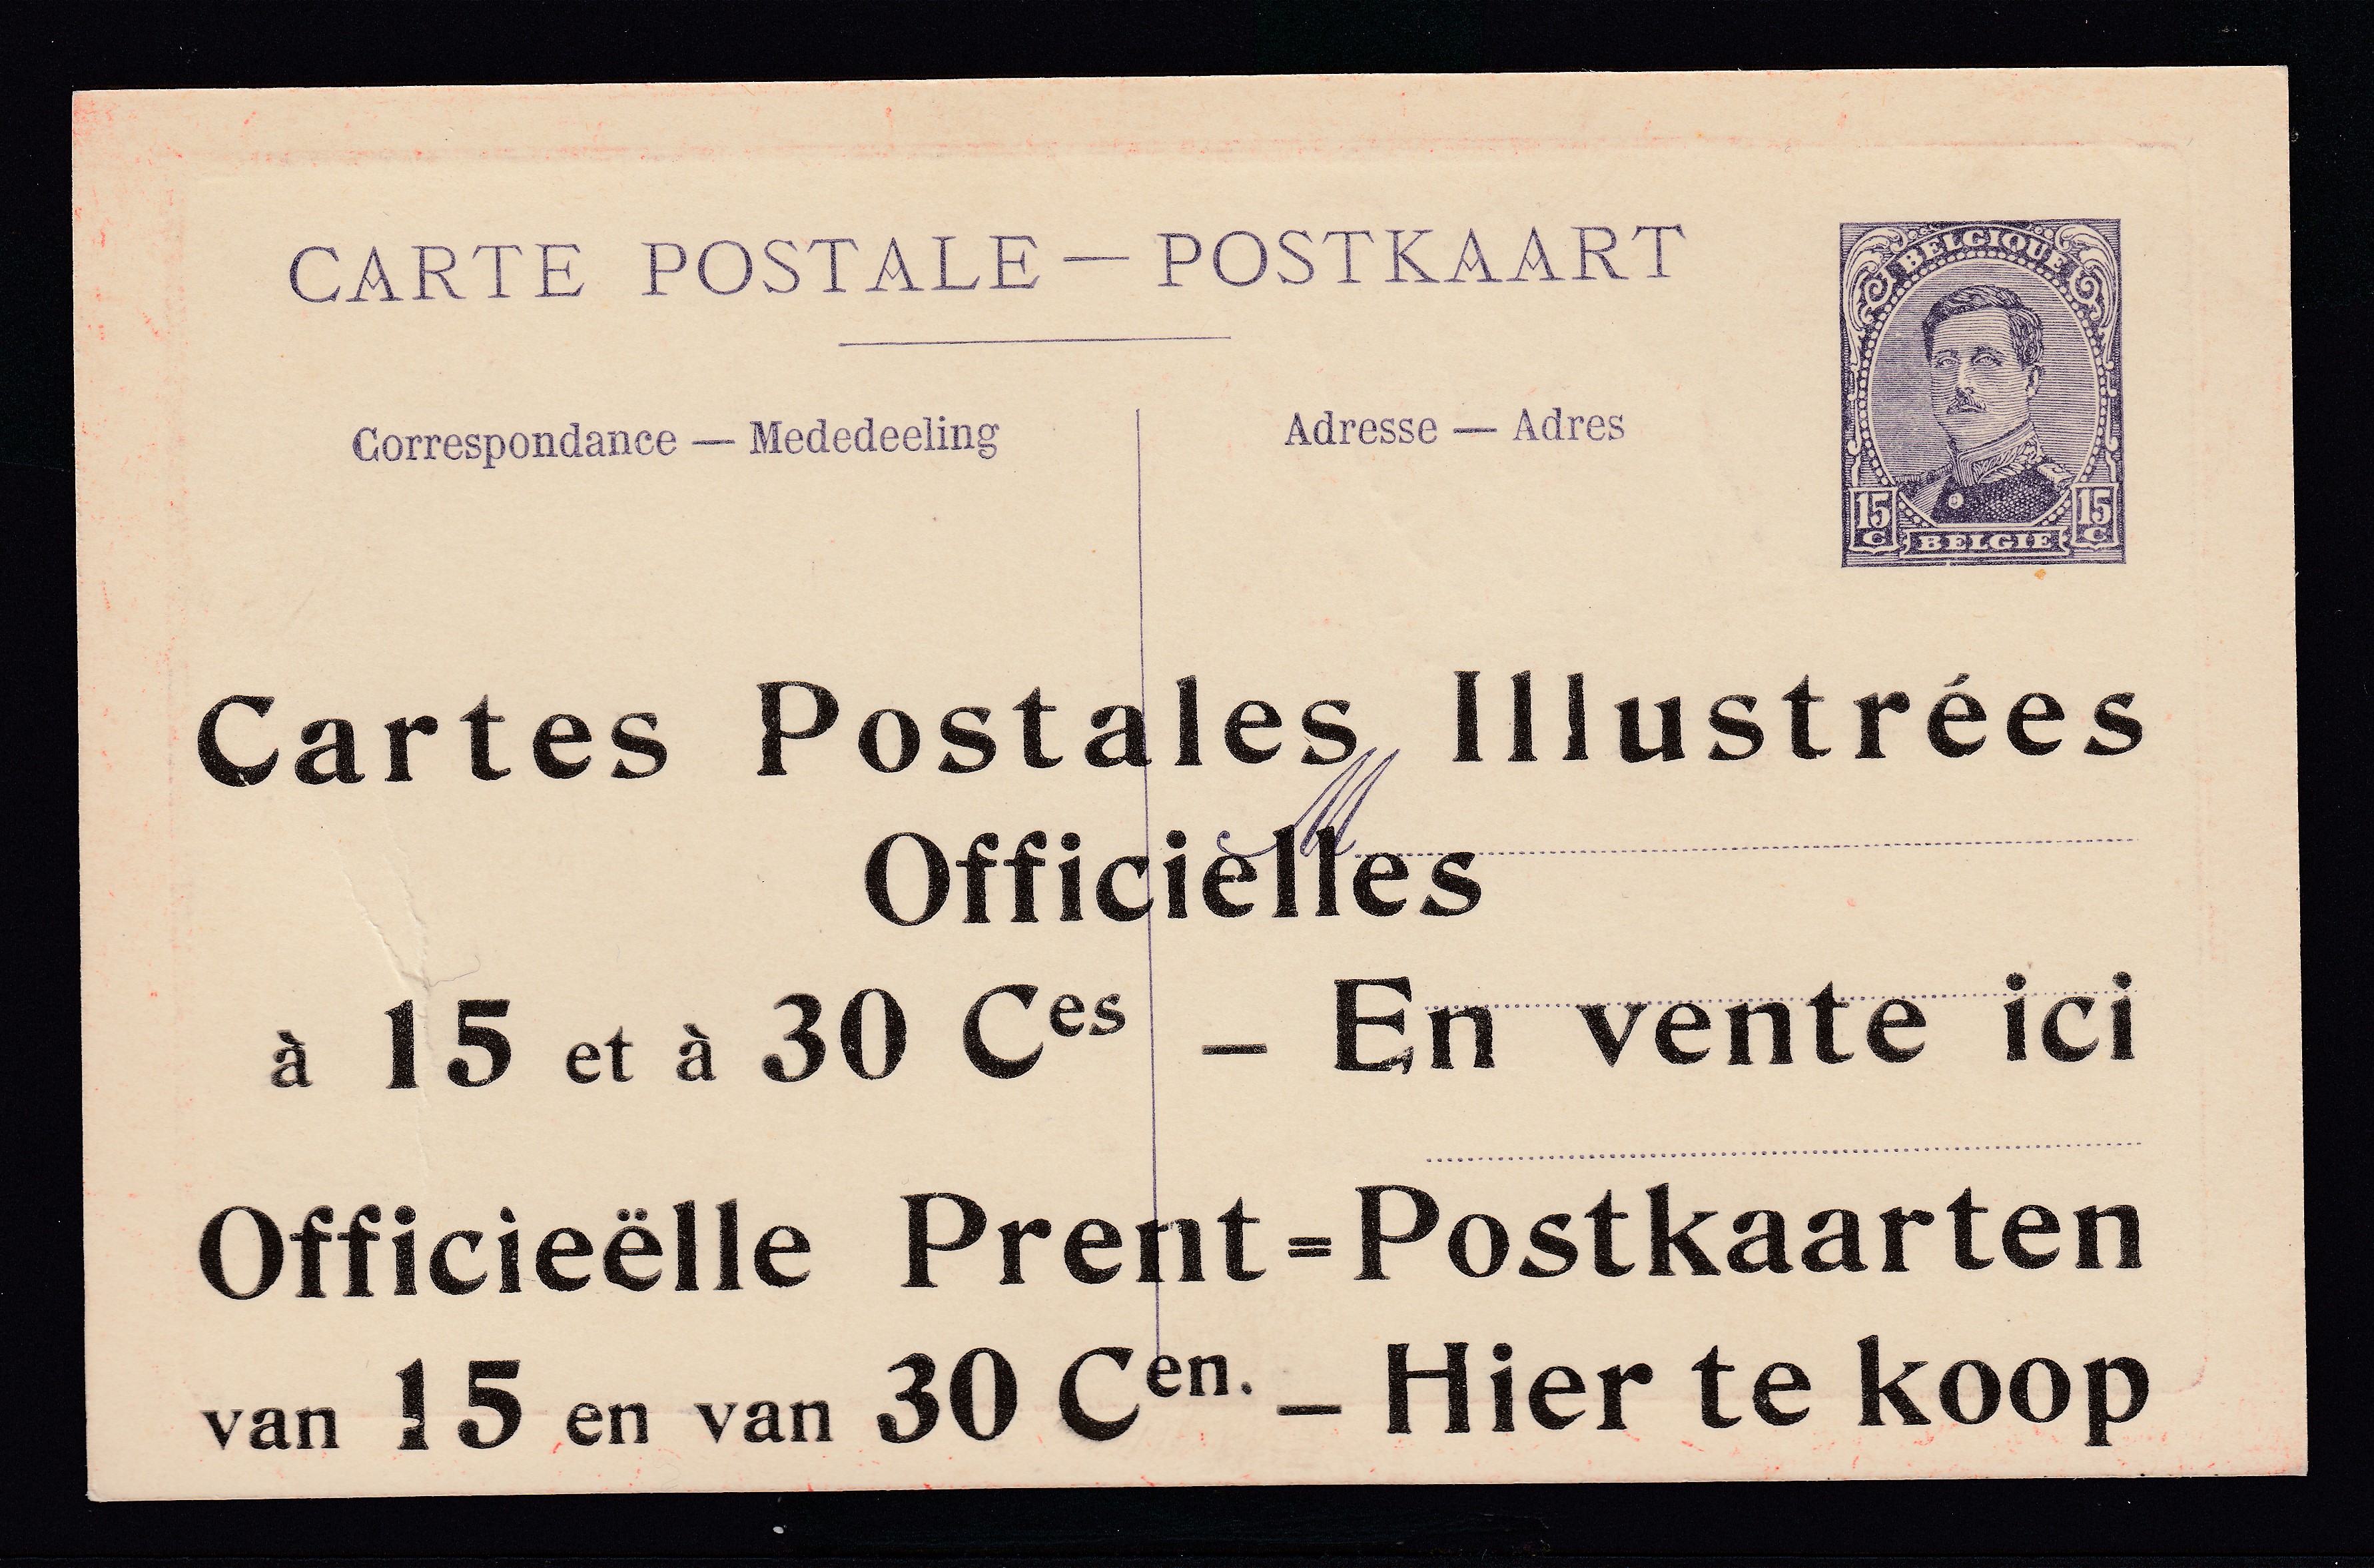 CARTE POSTALE — POSTKAART
BELGIQUE
Correspondance — Mededeeling
Adresse — Adres
15 C
BELGIE
15 C
Cartes Postales Illustrées
M
Officielles
à 15 et à 30 Ces – En vente ici
Officieëlle Prent=Postkaarten
van 15 en van 30 Cen. – Hier te koop